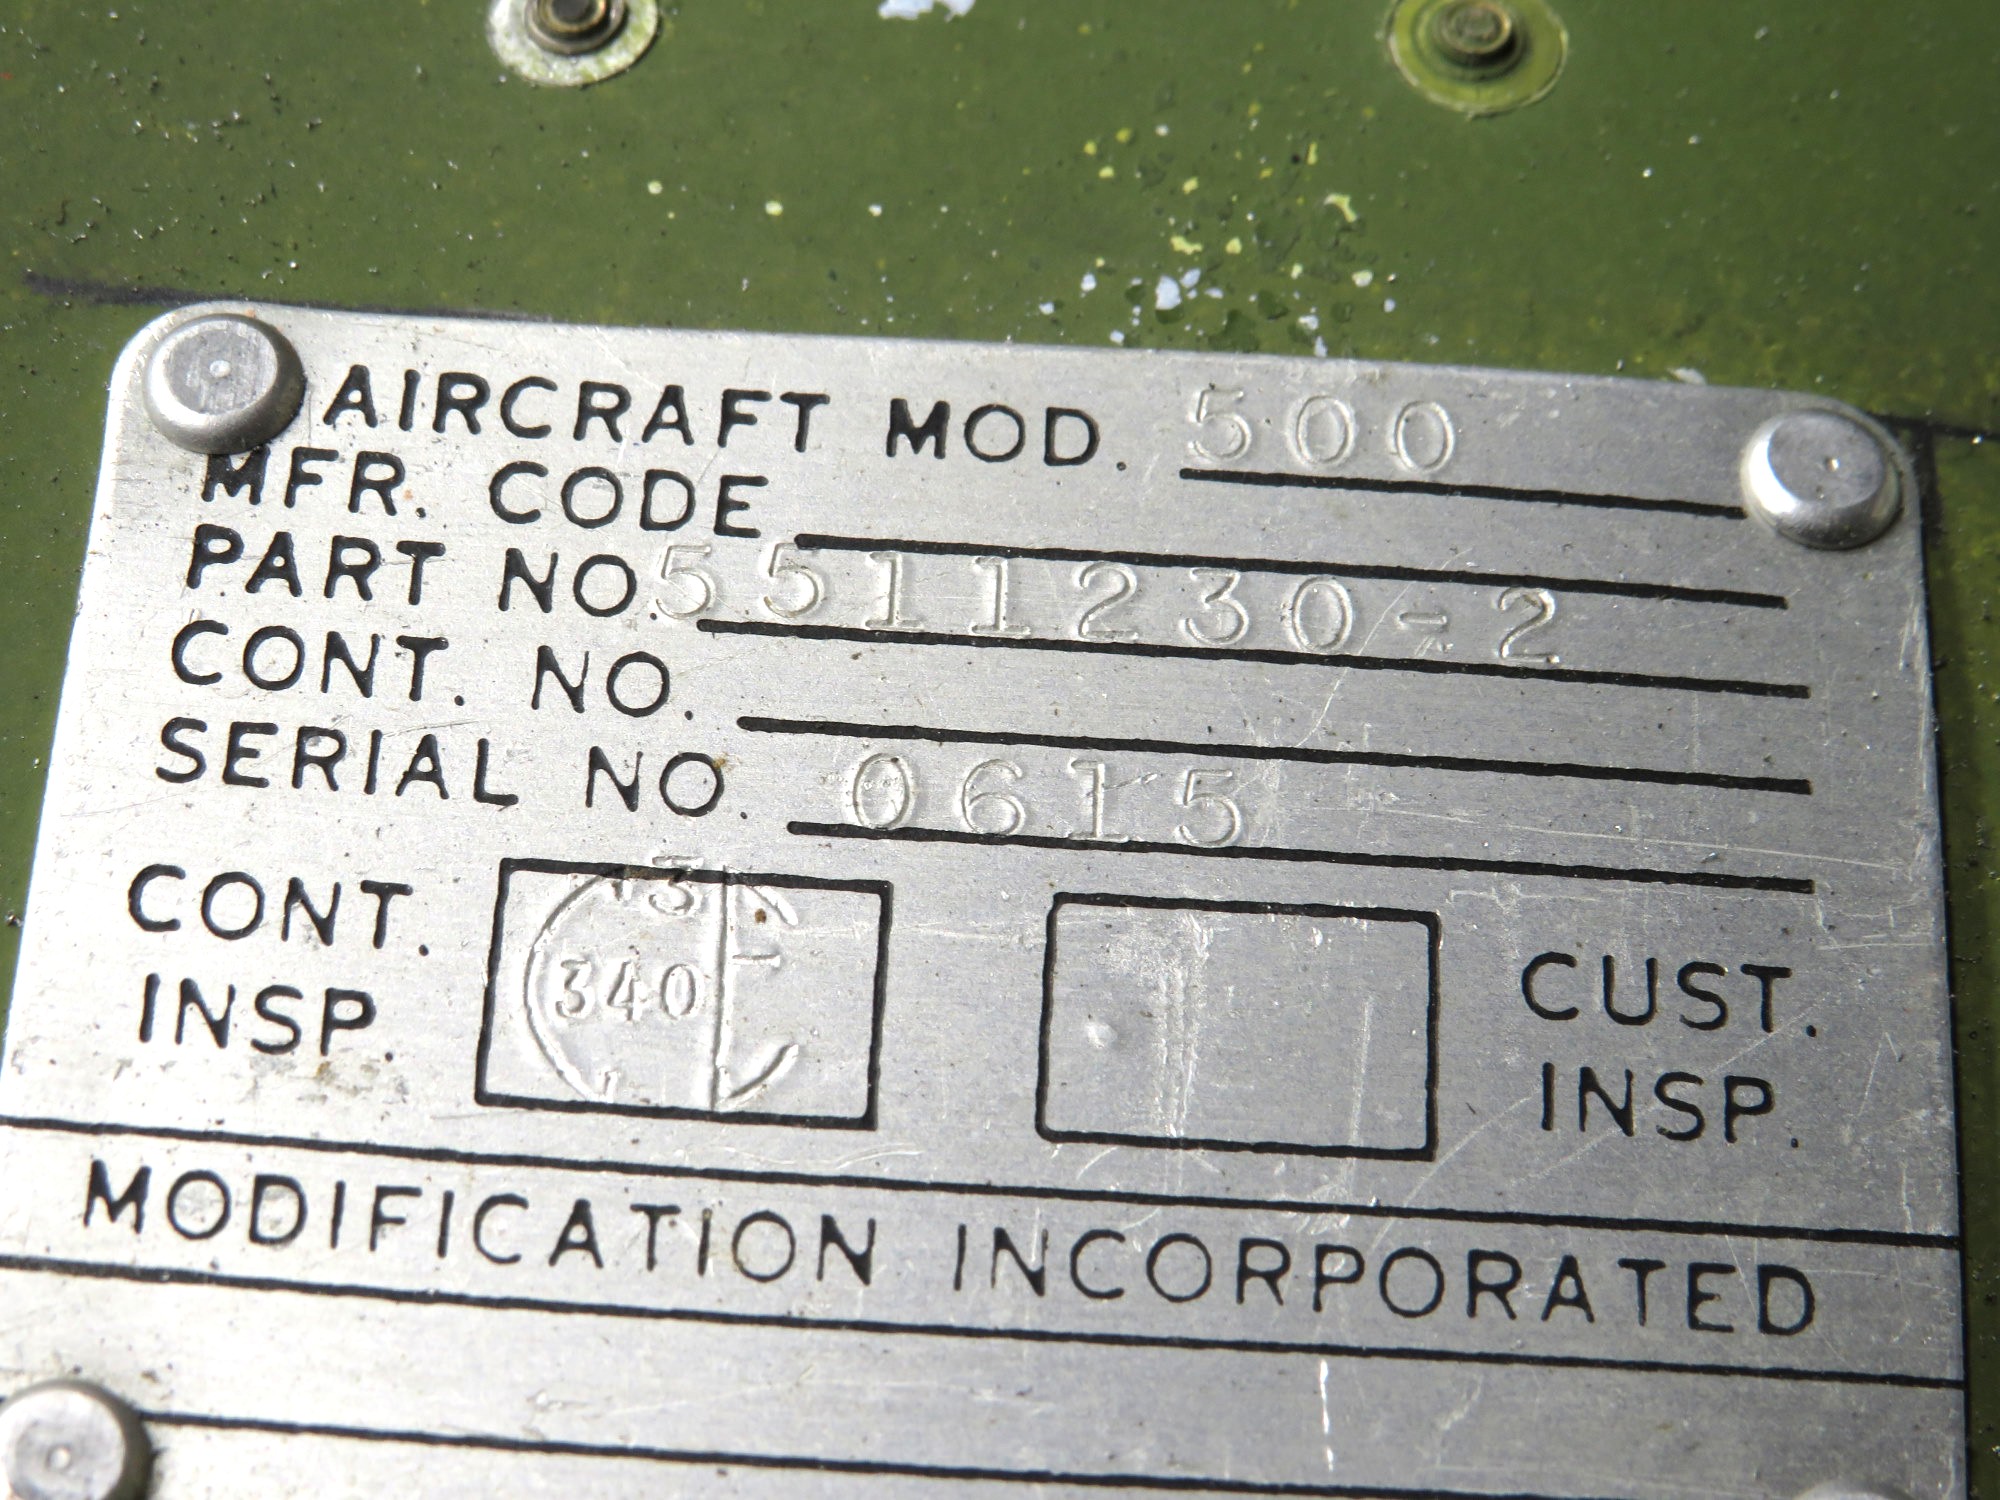 AIRCRAFT MOD. 500
MFR. CODE
PART NO. 5511230-2
CONT. NO.
SERIAL NO. 0615
CONT. INSP.
3
340
CUST. INSP.
MODIFICATION INCORPORATED